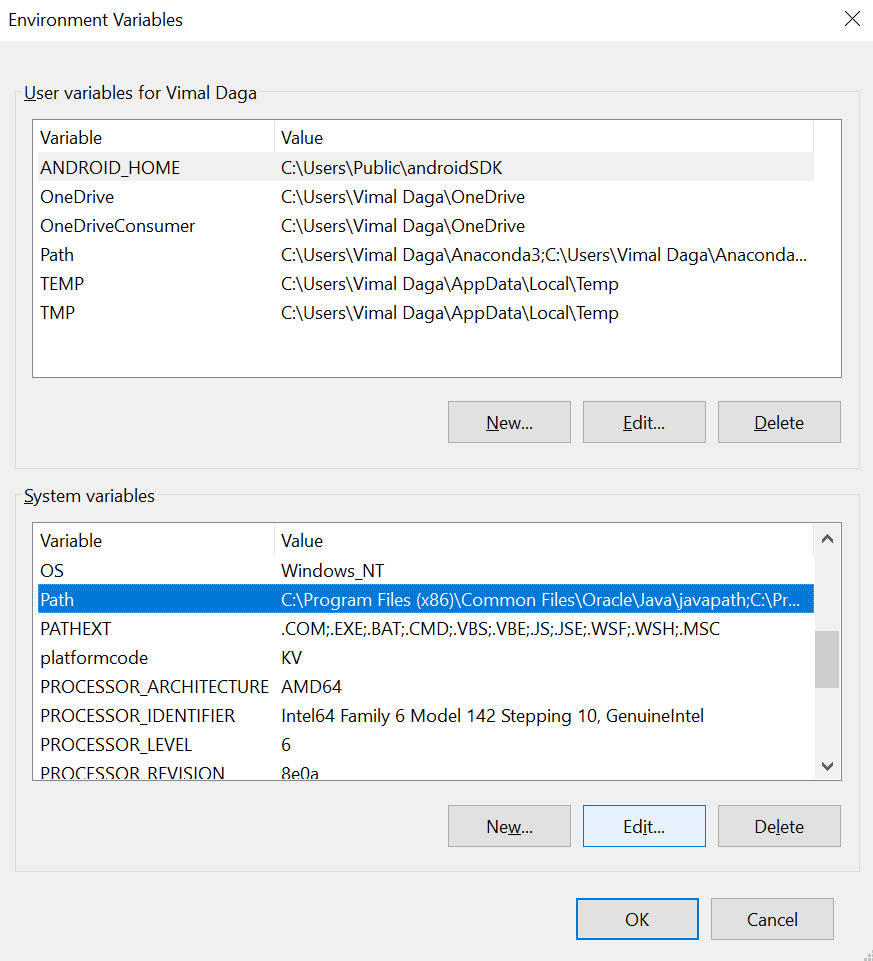 Environment Variables
User variables for Vimal Daga
Variable Value
ANDROID_HOME C:\Users\Public\androidSDK
OneDrive C:\Users\Vimal Daga\OneDrive
OneDriveConsumer C:\Users\Vimal Daga\OneDrive
Path C:\Users\Vimal Daga\Anaconda3;C:\Users\Vimal Daga\Anaconda...
TEMP C:\Users\Vimal Daga\AppData\Local\Temp
TMP C:\Users\Vimal Daga\AppData\Local\Temp
New... Edit... Delete
System variables
Variable Value
OS Windows_NT
Path C:\Program Files (x86)\Common Files\Oracle\Java\javapath;C:\Pr...
PATHEXT .COM;.EXE;.BAT;.CMD;.VBS;.VBE;.JS;.JSE;.WSF;.WSH;.MSC
platformcode KV
PROCESSOR_ARCHITECTURE AMD64
PROCESSOR_IDENTIFIER Intel64 Family 6 Model 142 Stepping 10, GenuineIntel
PROCESSOR_LEVEL 6
PROCESSOR_REVISION 8e0a
New... Edit... Delete
OK Cancel